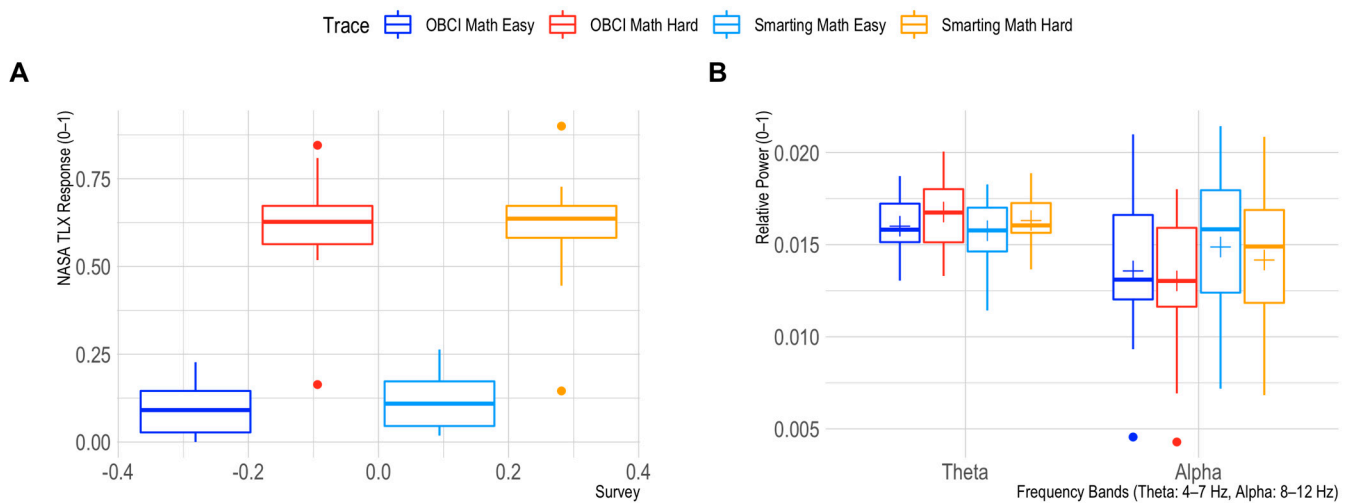 Trace OBCI Math Easy OBCI Math Hard Smarting Math Easy Smarting Math Hard
A
NASA TLX Response (0–1)
0.75
0.50
0.25
0.00
-0.4 -0.2 0.0 0.2 0.4
Survey
B
Relative Power (0–1)
0.020
0.015
0.010
0.005
Theta Alpha
Frequency Bands (Theta: 4–7 Hz, Alpha: 8–12 Hz)